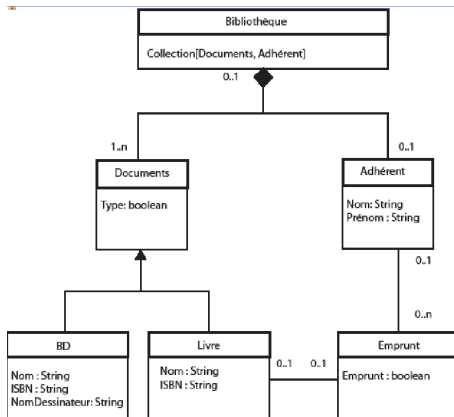 Bibliothèque
Collection[Documents, Adhérent]
0..1
1..n
0..1
Documents
Adhérent
Type: boolean
Nom: String
Prénom : String
0..1
0..n
BD
Livre
Emprunt
Nom : String
ISBN : String
NomDessinateur: String
Nom : String
ISBN : String
0..1
0..1
Emprunt : boolean